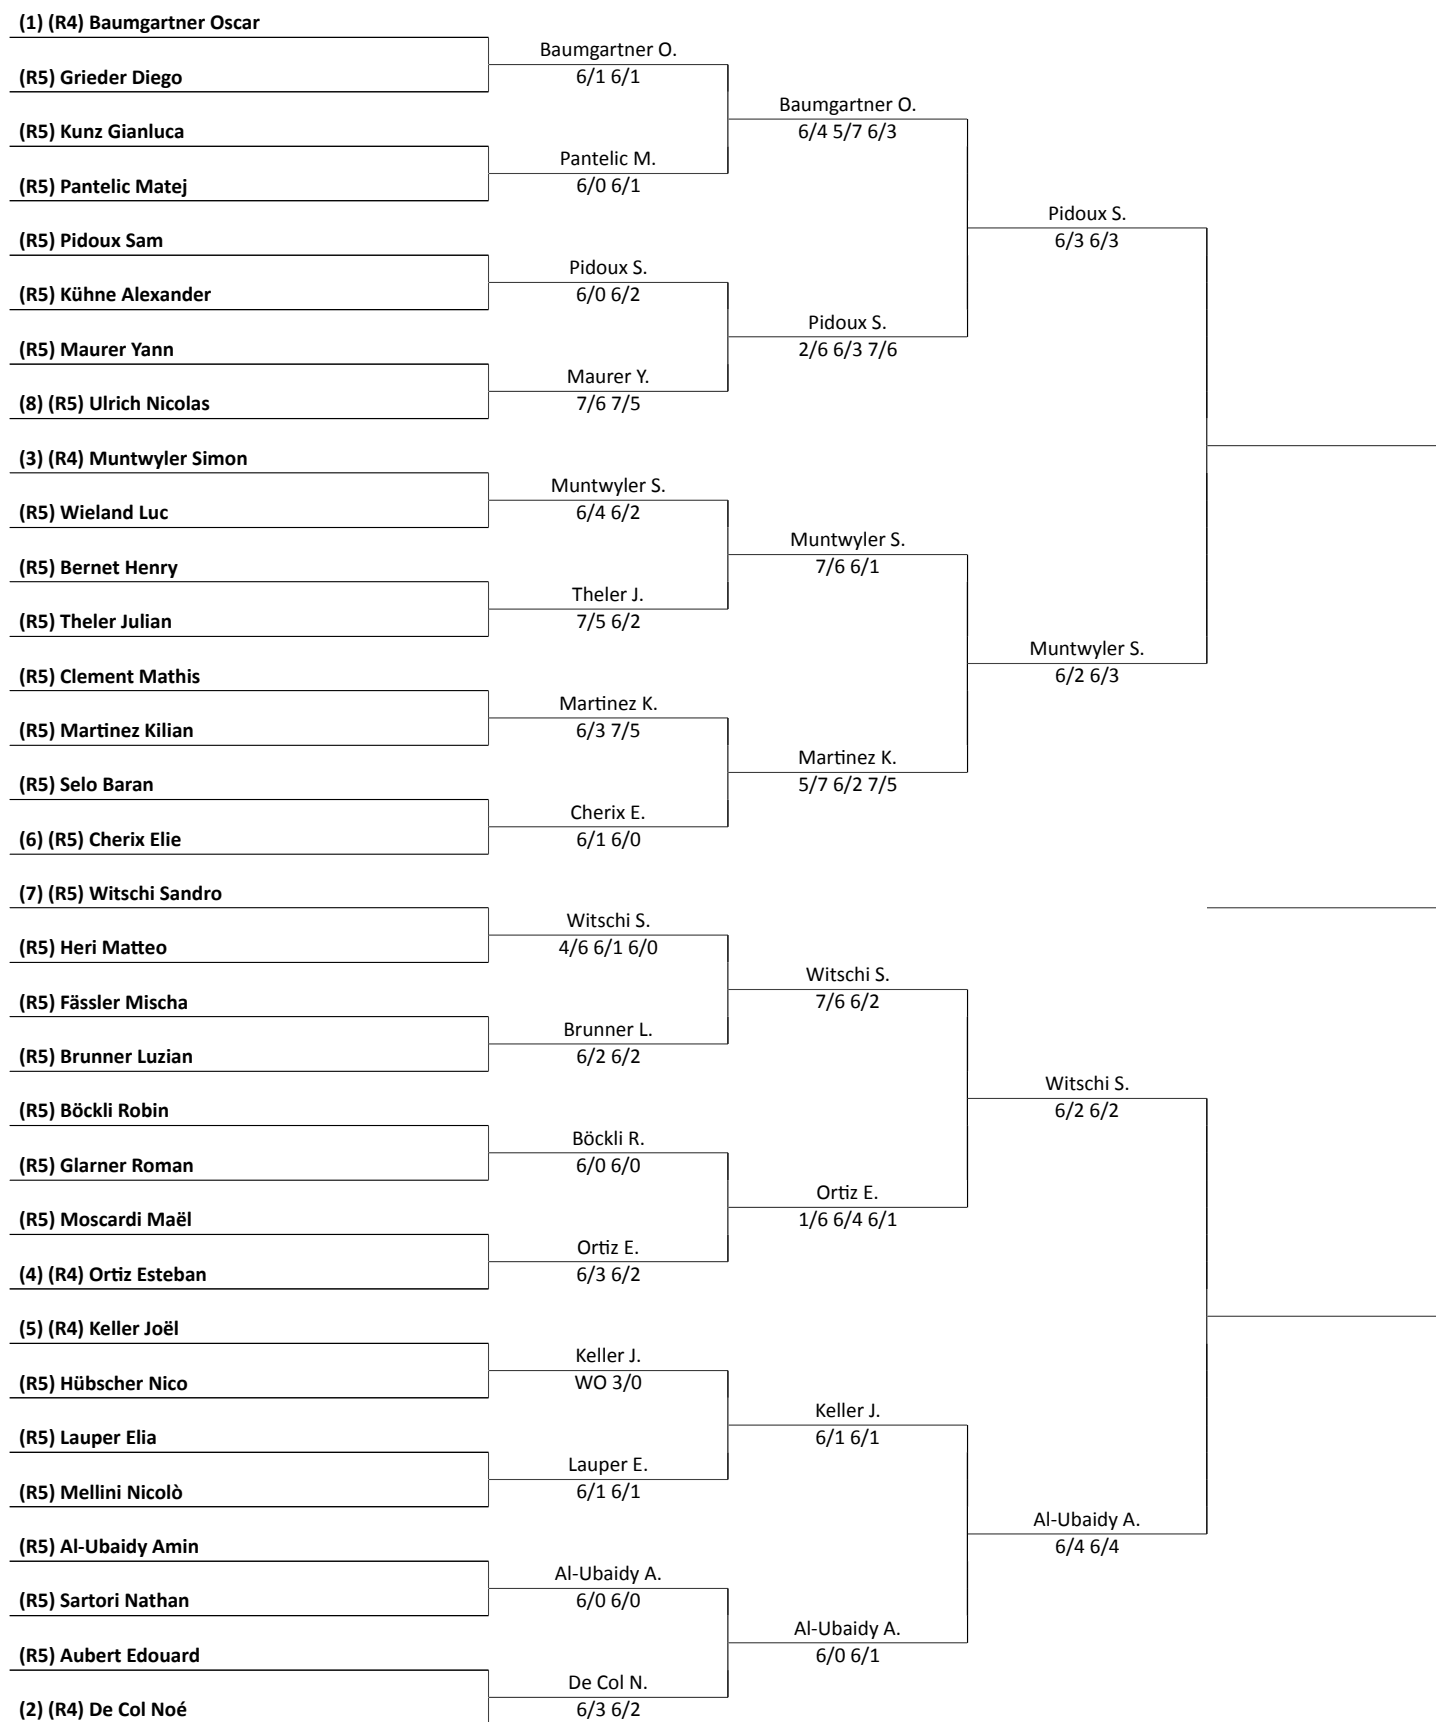 (1) (R4) Baumgartner Oscar
(R5) Grieder Diego
(R5) Kunz Gianluca
(R5) Pantelic Matej
(R5) Pidoux Sam
(R5) Kühne Alexander
(R5) Maurer Yann
(8) (R5) Ulrich Nicolas
(3) (R4) Muntwyler Simon
(R5) Wieland Luc
(R5) Bernet Henry
(R5) Theler Julian
(R5) Clement Mathis
(R5) Martinez Kilian
(R5) Selo Baran
(6) (R5) Cherix Elie
(7) (R5) Witschi Sandro
(R5) Heri Matteo
(R5) Fässler Mischa
(R5) Brunner Luzian
(R5) Böckli Robin
(R5) Glarner Roman
(R5) Moscardi Maël
(4) (R4) Ortiz Esteban
(5) (R4) Keller Joël
(R5) Hübscher Nico
(R5) Lauper Elia
(R5) Mellini Nicolò
(R5) Al-Ubaidy Amin
(R5) Sartori Nathan
(R5) Aubert Edouard
(2) (R4) De Col Noé
Baumgartner O.
6/1 6/1
Pantelic M.
6/0 6/1
Pidoux S.
6/0 6/2
Maurer Y.
7/6 7/5
Muntwyler S.
6/4 6/2
Theler J.
7/5 6/2
Martinez K.
6/3 7/5
Cherix E.
6/1 6/0
Witschi S.
4/6 6/1 6/0
Brunner L.
6/2 6/2
Böckli R.
6/0 6/0
Ortiz E.
6/3 6/2
Keller J.
WO 3/0
Lauper E.
6/1 6/1
Al-Ubaidy A.
6/0 6/0
De Col N.
6/3 6/2
Baumgartner O.
6/4 5/7 6/3
Pidoux S.
2/6 6/3 7/6
Muntwyler S.
7/6 6/1
Martinez K.
5/7 6/2 7/5
Witschi S.
7/6 6/2
Ortiz E.
1/6 6/4 6/1
Keller J.
6/1 6/1
Al-Ubaidy A.
6/0 6/1
Pidoux S.
6/3 6/3
Muntwyler S.
6/2 6/3
Witschi S.
6/2 6/2
Al-Ubaidy A.
6/4 6/4